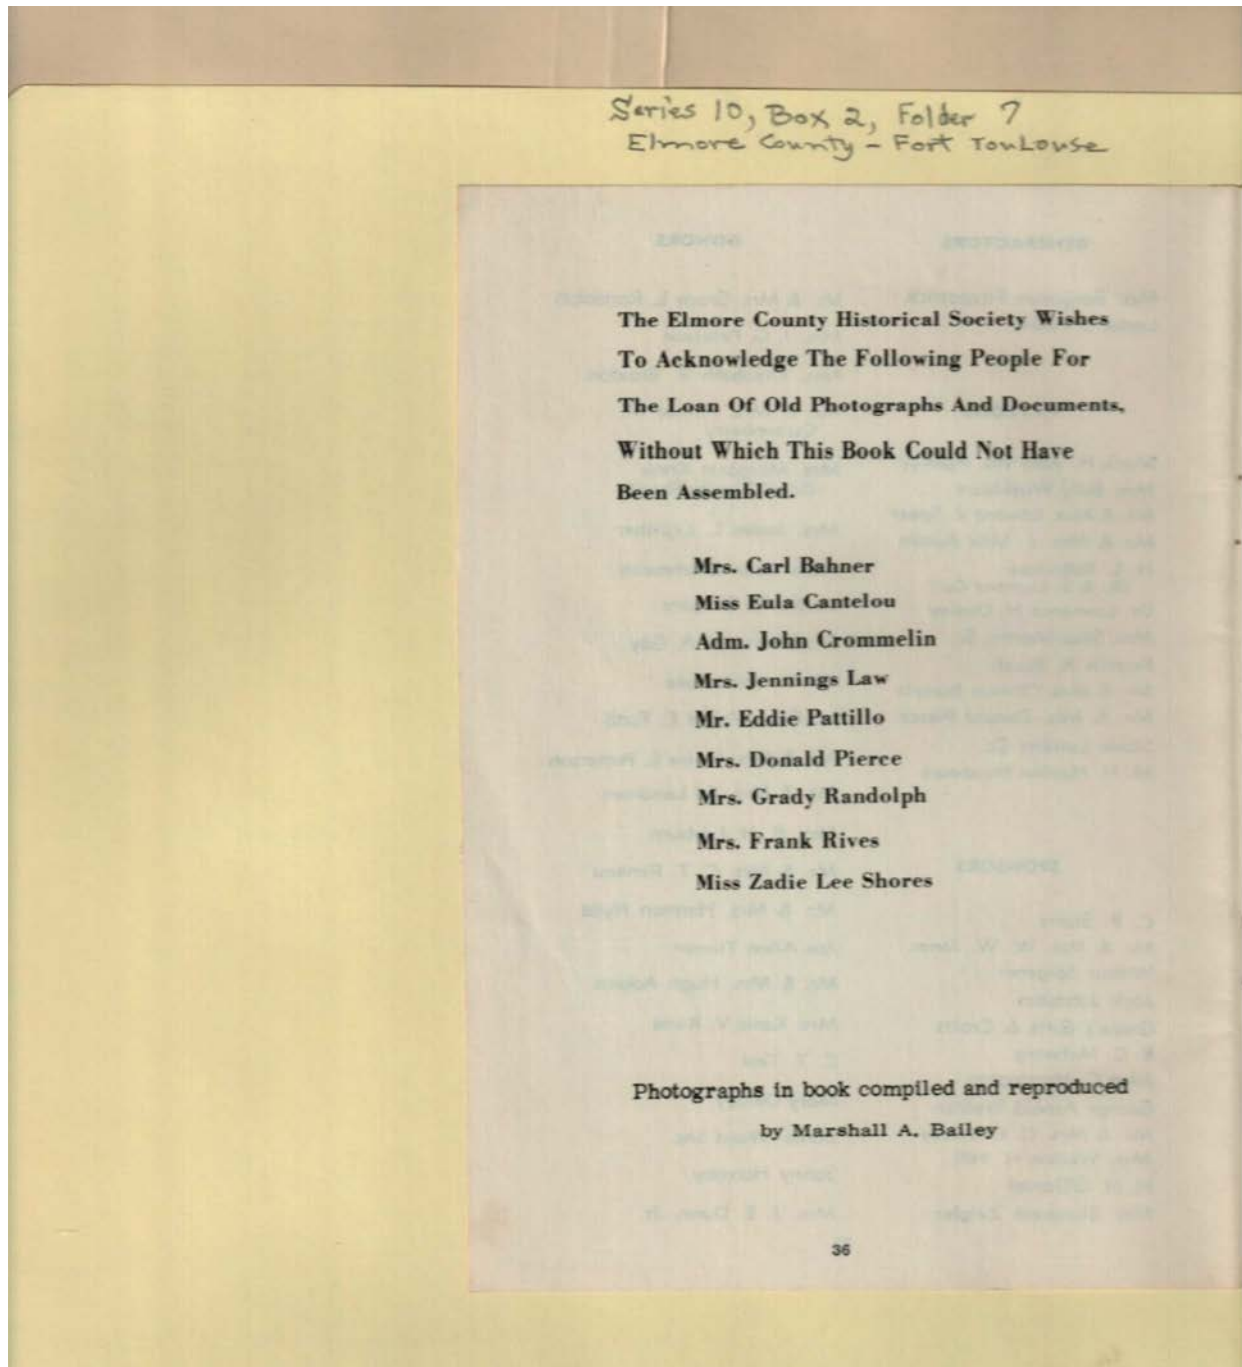 Series 10, Box 2, Folder 7
Elmore County - Fort TouLouse
The Elmore County Historical Society Wishes
To Acknowledge The Following People For
The Loan Of Old Photographs And Documents,
Without Which This Book Could Not Have
Been Assembled.
Mrs. Carl Bahner
Miss Eula Cantelou
Adm. John Crommelin
Mrs. Jennings Law
Mr. Eddie Pattillo
Mrs. Donald Pierce
Mrs. Grady Randolph
Mrs. Frank Rives
Miss Zadie Lee Shores
Photographs in book compiled and reproduced
by Marshall A. Bailey
36